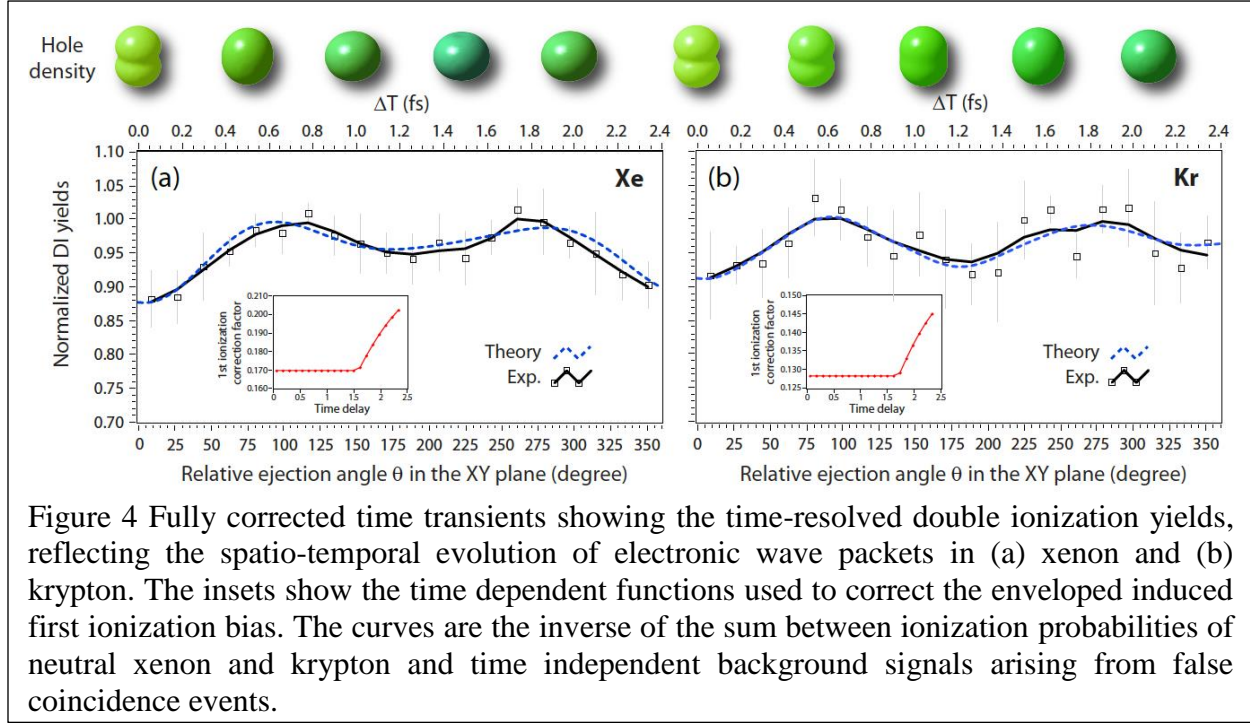 Hole
density
ΔT (fs) ΔT (fs)
0.0 0.2 0.4 0.6 0.8 1.0 1.2 1.4 1.6 1.8 2.0 2.2 2.4 0.0 0.2 0.4 0.6 0.8 1.0 1.2 1.4 1.6 1.8 2.0 2.2 2.4
Normalized DI yields
1.10
1.05
1.00
0.95
0.90
0.85
0.80
0.75
0.70
(a) Xe
1st ionization
correction factor
0.210
0.200
0.190
0.180
0.170
0.160
0 0.5 1 1.5 2 2.5
Time delay
Theory
Exp.
0 25 50 75 100 125 150 175 200 225 250 275 300 325 350
Relative ejection angle θ in the XY plane (degree)
(b) Kr
1st ionization
correction factor
0.150
0.145
0.140
0.135
0.130
0.125
0 0.5 1 1.5 2 2.5
Time delay
Theory
Exp.
0 25 50 75 100 125 150 175 200 225 250 275 300 325 350
Relative ejection angle θ in the XY plane (degree)
Figure 4 Fully corrected time transients showing the time-resolved double ionization yields,
reflecting the spatio-temporal evolution of electronic wave packets in (a) xenon and (b)
krypton. The insets show the time dependent functions used to correct the enveloped induced
first ionization bias. The curves are the inverse of the sum between ionization probabilities of
neutral xenon and krypton and time independent background signals arising from false
coincidence events.